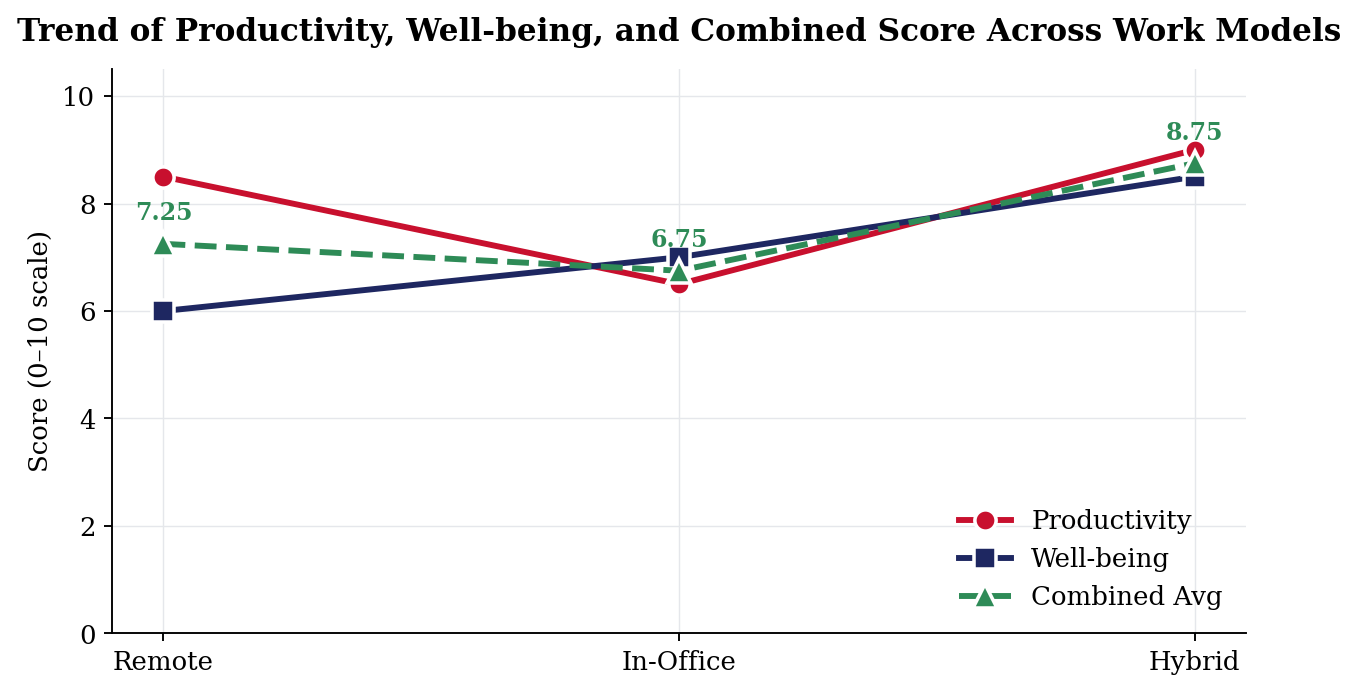 Trend of Productivity, Well-being, and Combined Score Across Work Models
10
8
6
4
2
0
Score (0–10 scale)
7.25
6.75
8.75
Productivity
Well-being
Combined Avg
Remote
In-Office
Hybrid